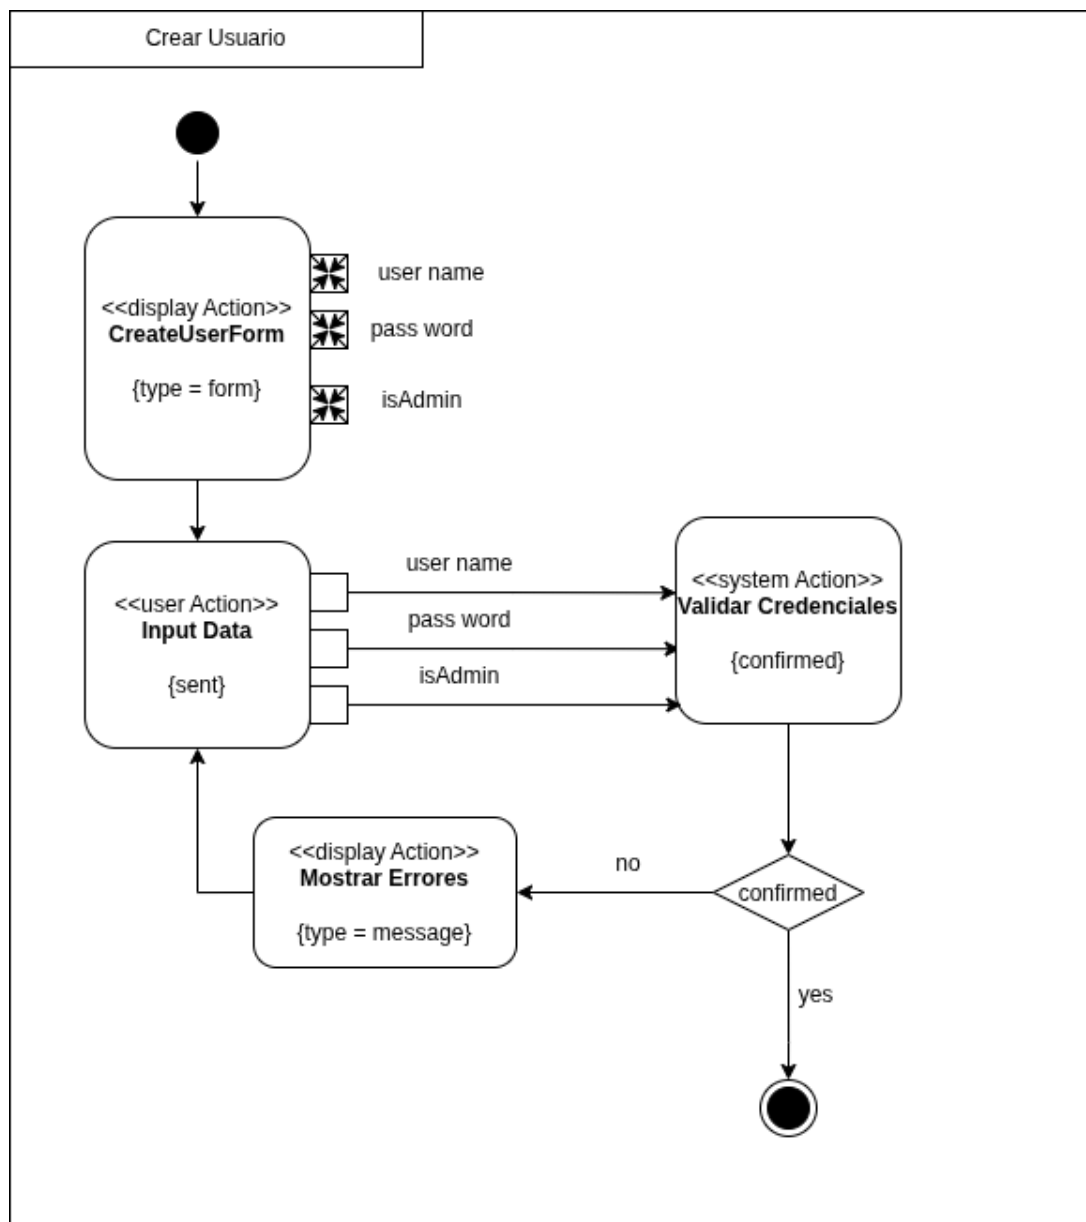 Crear Usuario
<<display Action>>
CreateUserForm
{type = form}
user name
pass word
isAdmin
<<user Action>>
Input Data
{sent}
user name
pass word
isAdmin
<<system Action>>
Validar Credenciales
{confirmed}
<<display Action>>
Mostrar Errores
{type = message}
no
confirmed
yes